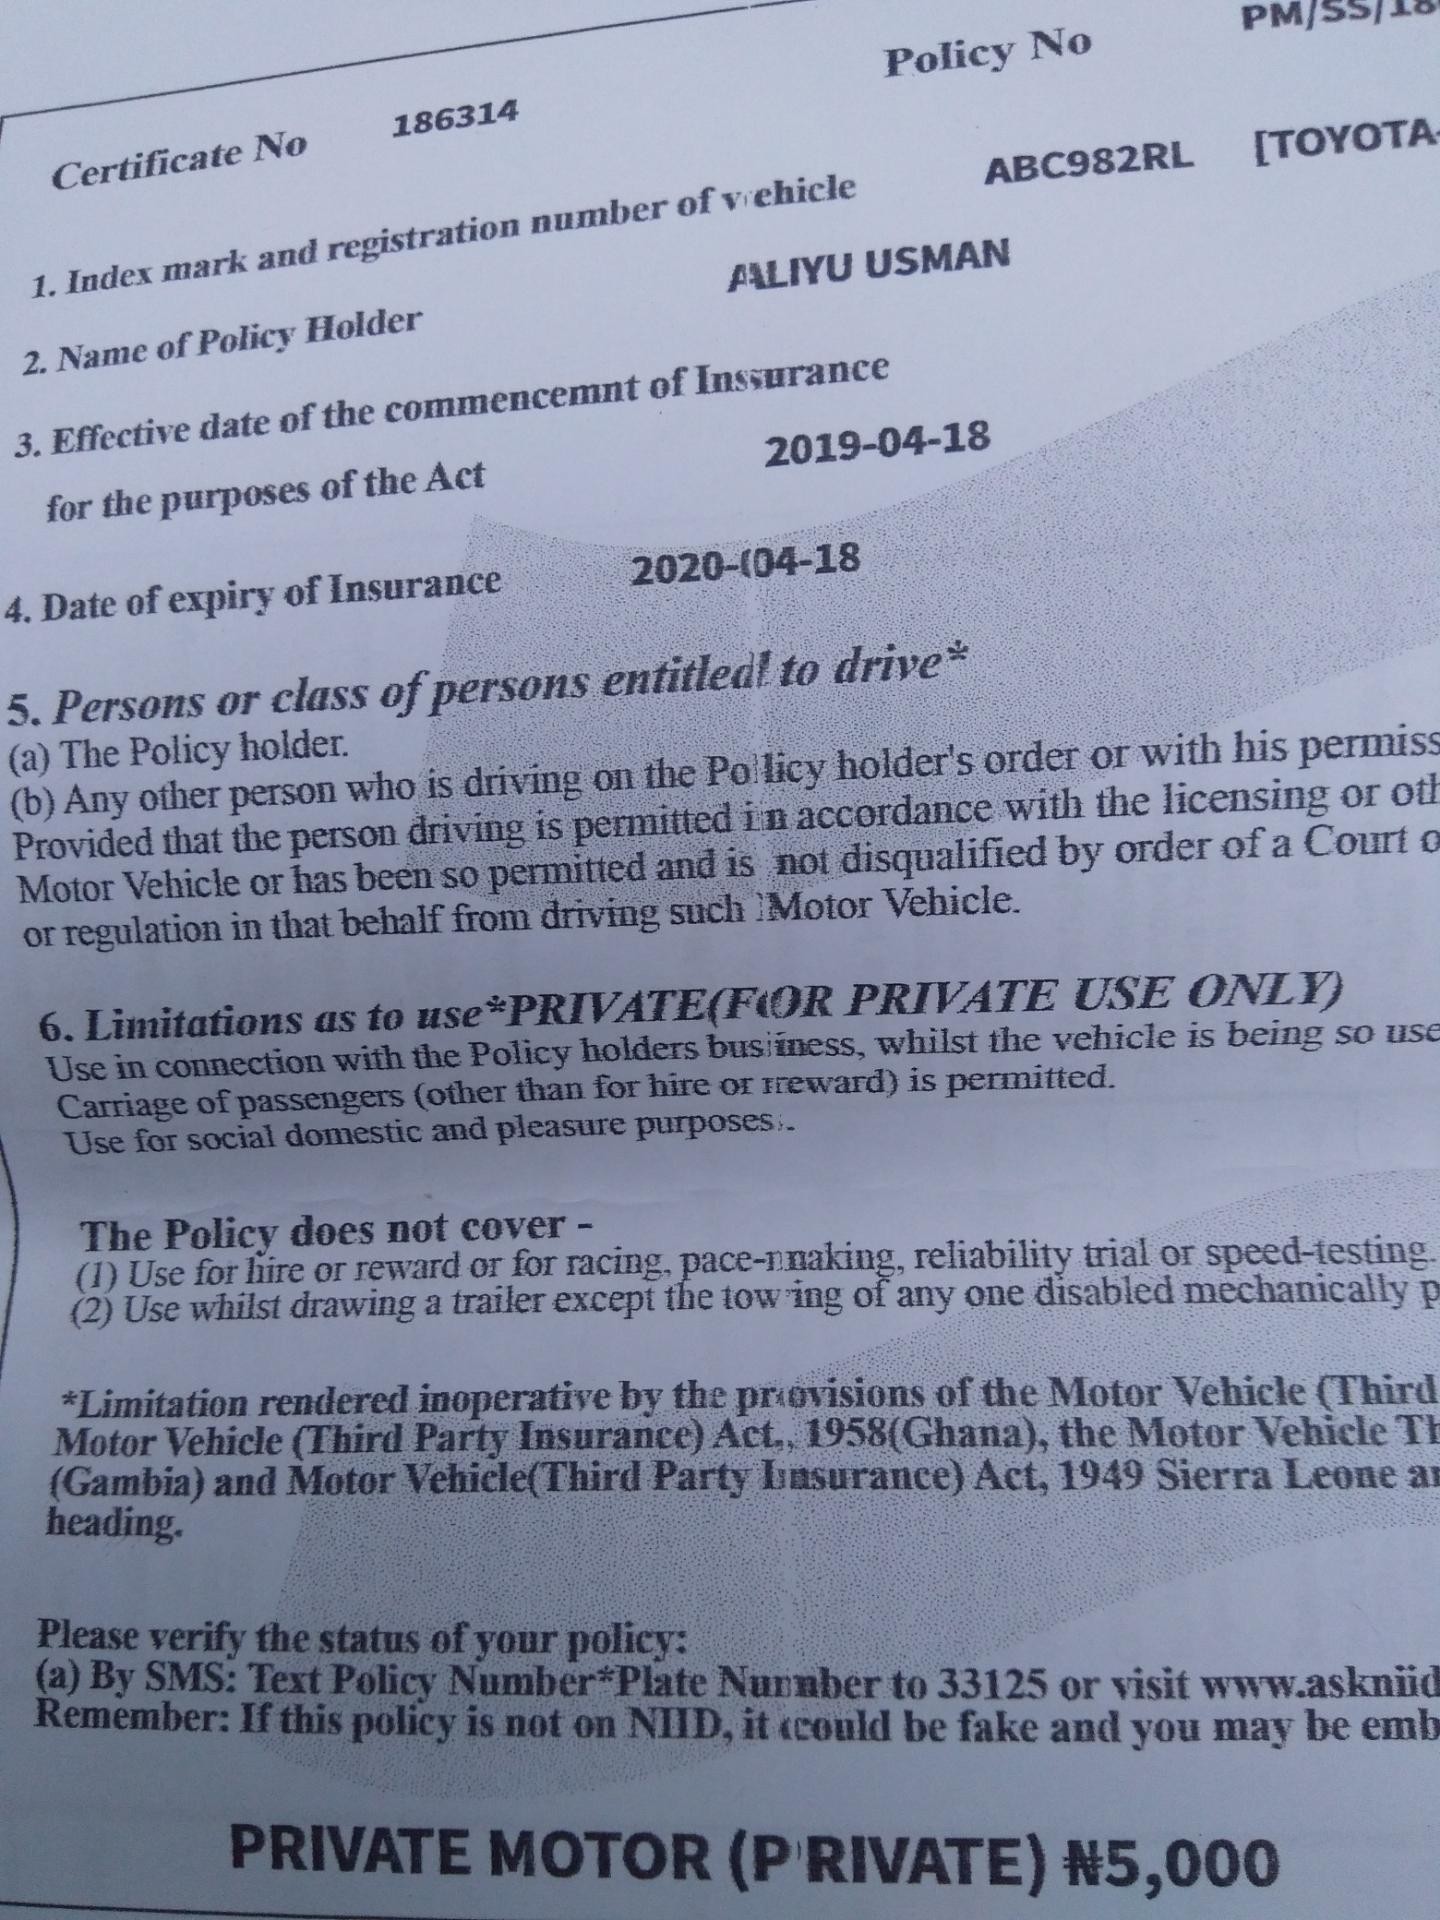 Policy No PM/SS/18
Certificate No 186314
1. Index mark and registration number of vehicle ABC982RL [TOYOTA-
2. Name of Policy Holder ALIYU USMAN
3. Effective date of the commencemnt of Inssurance
for the purposes of the Act 2019-04-18
4. Date of expiry of Insurance 2020-04-18
5. Persons or class of persons entitled to drive*
(a) The Policy holder.
(b) Any other person who is driving on the Policy holder's order or with his permiss
Provided that the person driving is permitted in accordance with the licensing or oth
Motor Vehicle or has been so permitted and is not disqualified by order of a Court o
or regulation in that behalf from driving such Motor Vehicle.
6. Limitations as to use*PRIVATE(FOR PRIVATE USE ONLY)
Use in connection with the Policy holders business, whilst the vehicle is being so use
Carriage of passengers (other than for hire or reward) is permitted.
Use for social domestic and pleasure purposes.
The Policy does not cover -
(1) Use for hire or reward or for racing, pace-making, reliability trial or speed-testing.
(2) Use whilst drawing a trailer except the towing of any one disabled mechanically p
*Limitation rendered inoperative by the provisions of the Motor Vehicle (Third
Motor Vehicle (Third Party Insurance) Act,, 1958(Ghana), the Motor Vehicle Th
(Gambia) and Motor Vehicle(Third Party Insurance) Act, 1949 Sierra Leone an
heading.
Please verify the status of your policy:
(a) By SMS: Text Policy Number*Plate Number to 33125 or visit www.askniid
Remember: If this policy is not on NIID, it could be fake and you may be emb
PRIVATE MOTOR (PRIVATE) ₦5,000